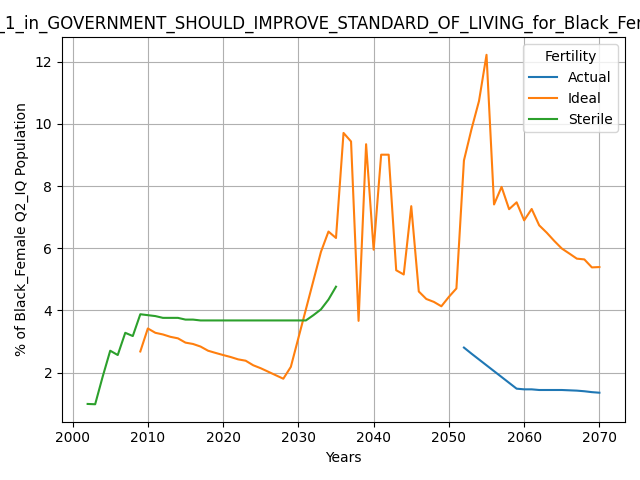 _1_in_GOVERNMENT_SHOULD_IMPROVE_STANDARD_OF_LIVING_for_Black_Fe
Fertility
Actual
Ideal
Sterile
% of Black_Female Q2_IQ Population
12
10
8
6
4
2
2000 2010 2020 2030 2040 2050 2060 2070
Years